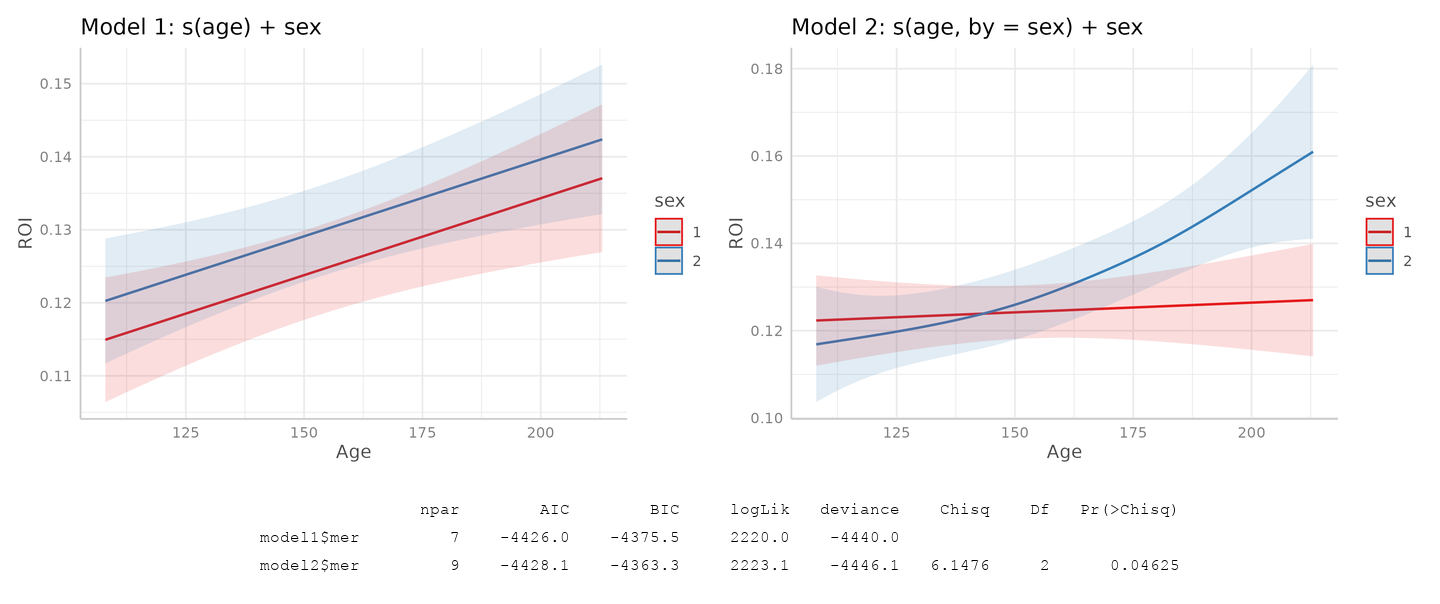 Model 1: s(age) + sex
0.15
0.14
0.13
0.12
0.11
ROI
125 150 175 200
Age
sex
1
2
Model 2: s(age, by = sex) + sex
0.18
0.16
0.14
0.12
0.10
ROI
125 150 175 200
Age
sex
1
2
npar AIC BIC logLik deviance Chisq Df Pr(>Chisq)
model1$mer 7 -4426.0 -4375.5 2220.0 -4440.0
model2$mer 9 -4428.1 -4363.3 2223.1 -4446.1 6.1476 2 0.04625